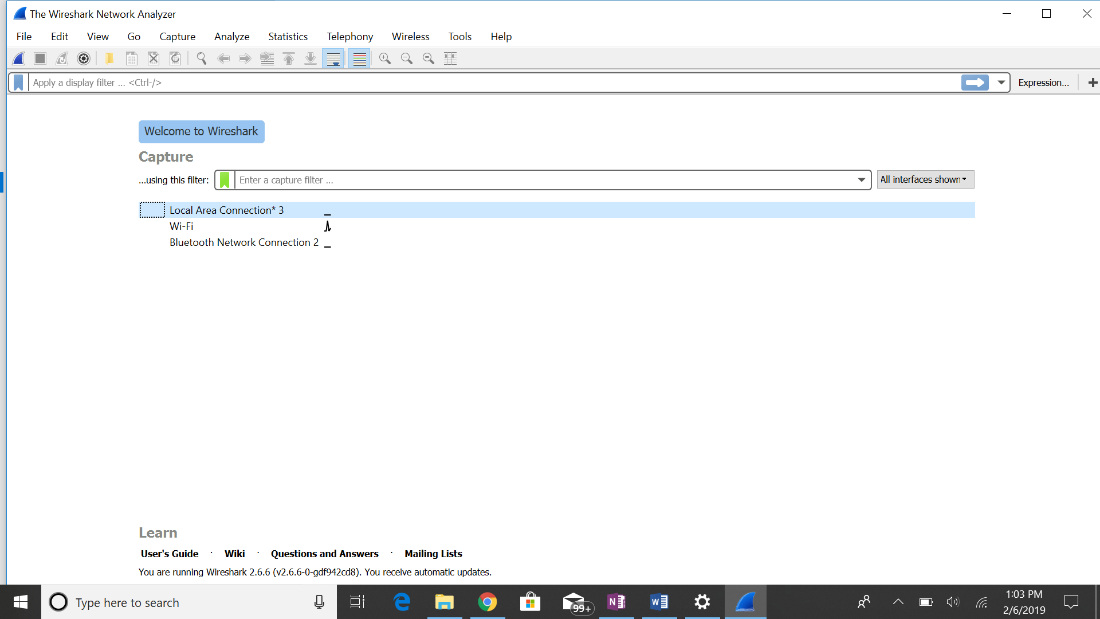 The Wireshark Network Analyzer
File Edit View Go Capture Analyze Statistics Telephony Wireless Tools Help
Apply a display filter ... <Ctrl-/>
Expression...
Welcome to Wireshark
Capture
...using this filter: Enter a capture filter ... All interfaces shown
Local Area Connection* 3
Wi-Fi
Bluetooth Network Connection 2
Learn
User's Guide · Wiki · Questions and Answers · Mailing Lists
You are running Wireshark 2.6.6 (v2.6.6-0-gdf942cd8). You receive automatic updates.
Type here to search
99+
1:03 PM
2/6/2019